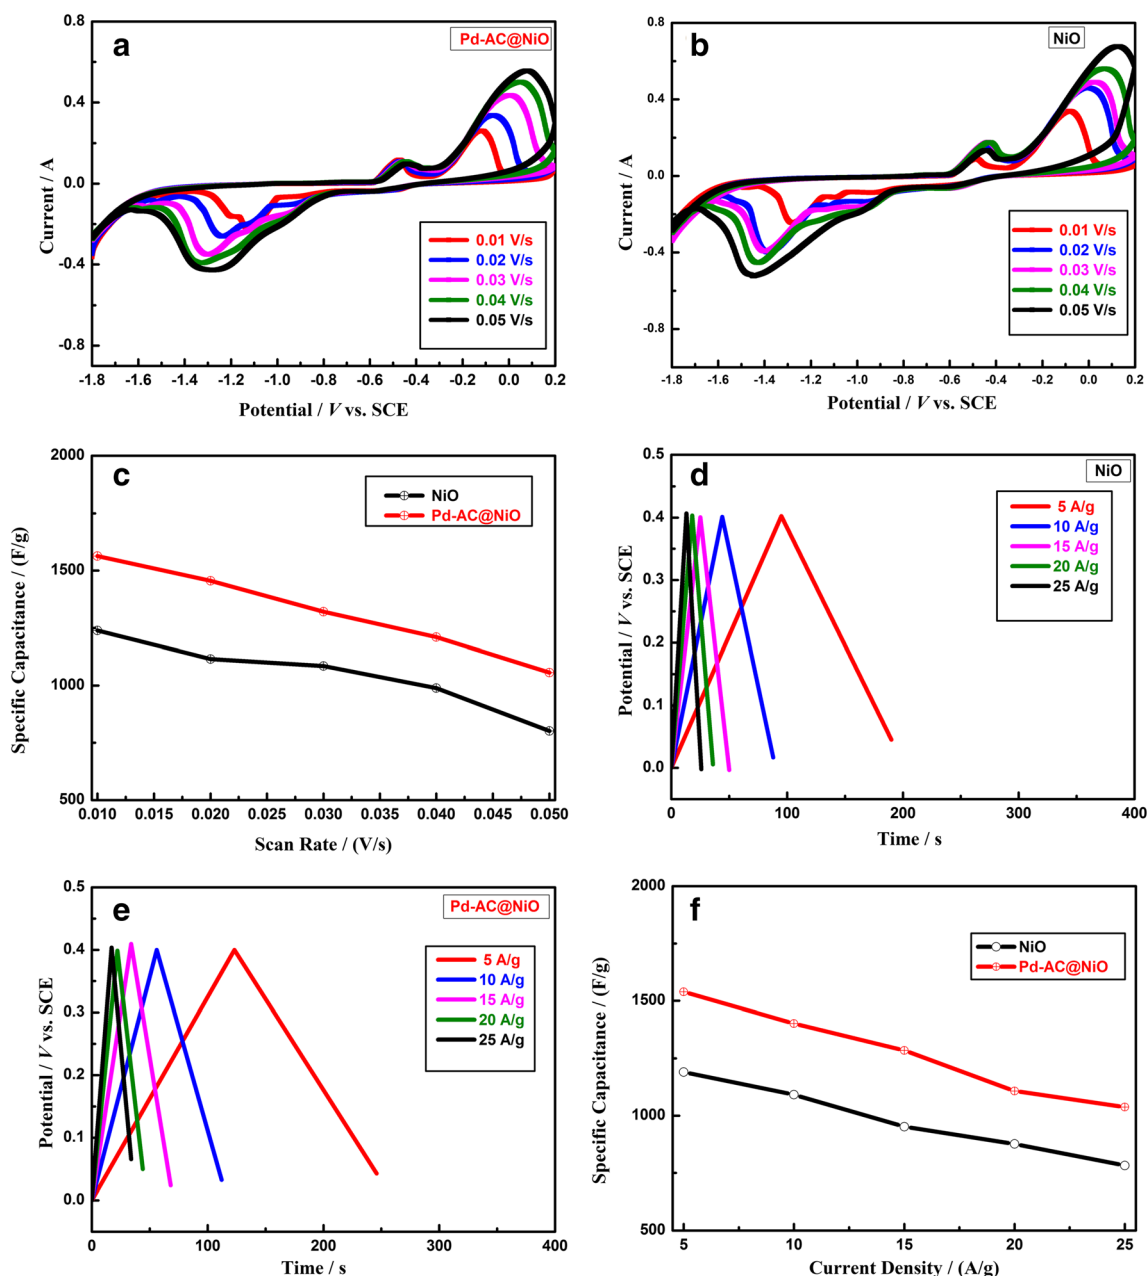 a
Pd-AC@NiO
0.8
0.4
0.0
-0.4
-0.8
Current / A
0.01 V/s
0.02 V/s
0.03 V/s
0.04 V/s
0.05 V/s
-1.8 -1.6 -1.4 -1.2 -1.0 -0.8 -0.6 -0.4 -0.2 0.0 0.2
Potential / V vs. SCE
b
NiO
0.8
0.4
0.0
-0.4
-0.8
Current / A
0.01 V/s
0.02 V/s
0.03 V/s
0.04 V/s
0.05 V/s
-1.8 -1.6 -1.4 -1.2 -1.0 -0.8 -0.6 -0.4 -0.2 0.0 0.2
Potential / V vs. SCE
c
2000
1500
1000
500
Specific Capacitance / (F/g)
NiO
Pd-AC@NiO
0.010 0.015 0.020 0.025 0.030 0.035 0.040 0.045 0.050
Scan Rate / (V/s)
d
NiO
0.5
0.4
0.3
0.2
0.1
0.0
Potential / V vs. SCE
5 A/g
10 A/g
15 A/g
20 A/g
25 A/g
0 100 200 300 400
Time / s
e
Pd-AC@NiO
0.5
0.4
0.3
0.2
0.1
0.0
Potential / V vs. SCE
5 A/g
10 A/g
15 A/g
20 A/g
25 A/g
0 100 200 300 400
Time / s
f
2000
1500
1000
500
Specific Capacitance / (F/g)
NiO
Pd-AC@NiO
5 10 15 20 25
Current Density / (A/g)